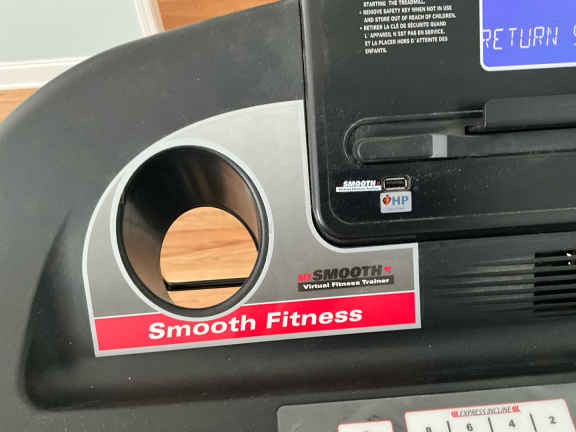 STARTING THE TREADMILL.
• REMOVE SAFETY KEY WHEN NOT IN USE
AND STORE OUT OF REACH OF CHILDREN.
• RETIRER LA CLÉ DE SÉCURITÉ QUAND
L'APPAREIL N'EST PAS EN SERVICE,
ET LA PLACER HORS D'ATTEINTE DES
ENFANTS.
RETURN
SMOOTH
HP
MY SMOOTH
Virtual Fitness Trainer
Smooth Fitness
EXPRESS INCLINE
8 6 4 2